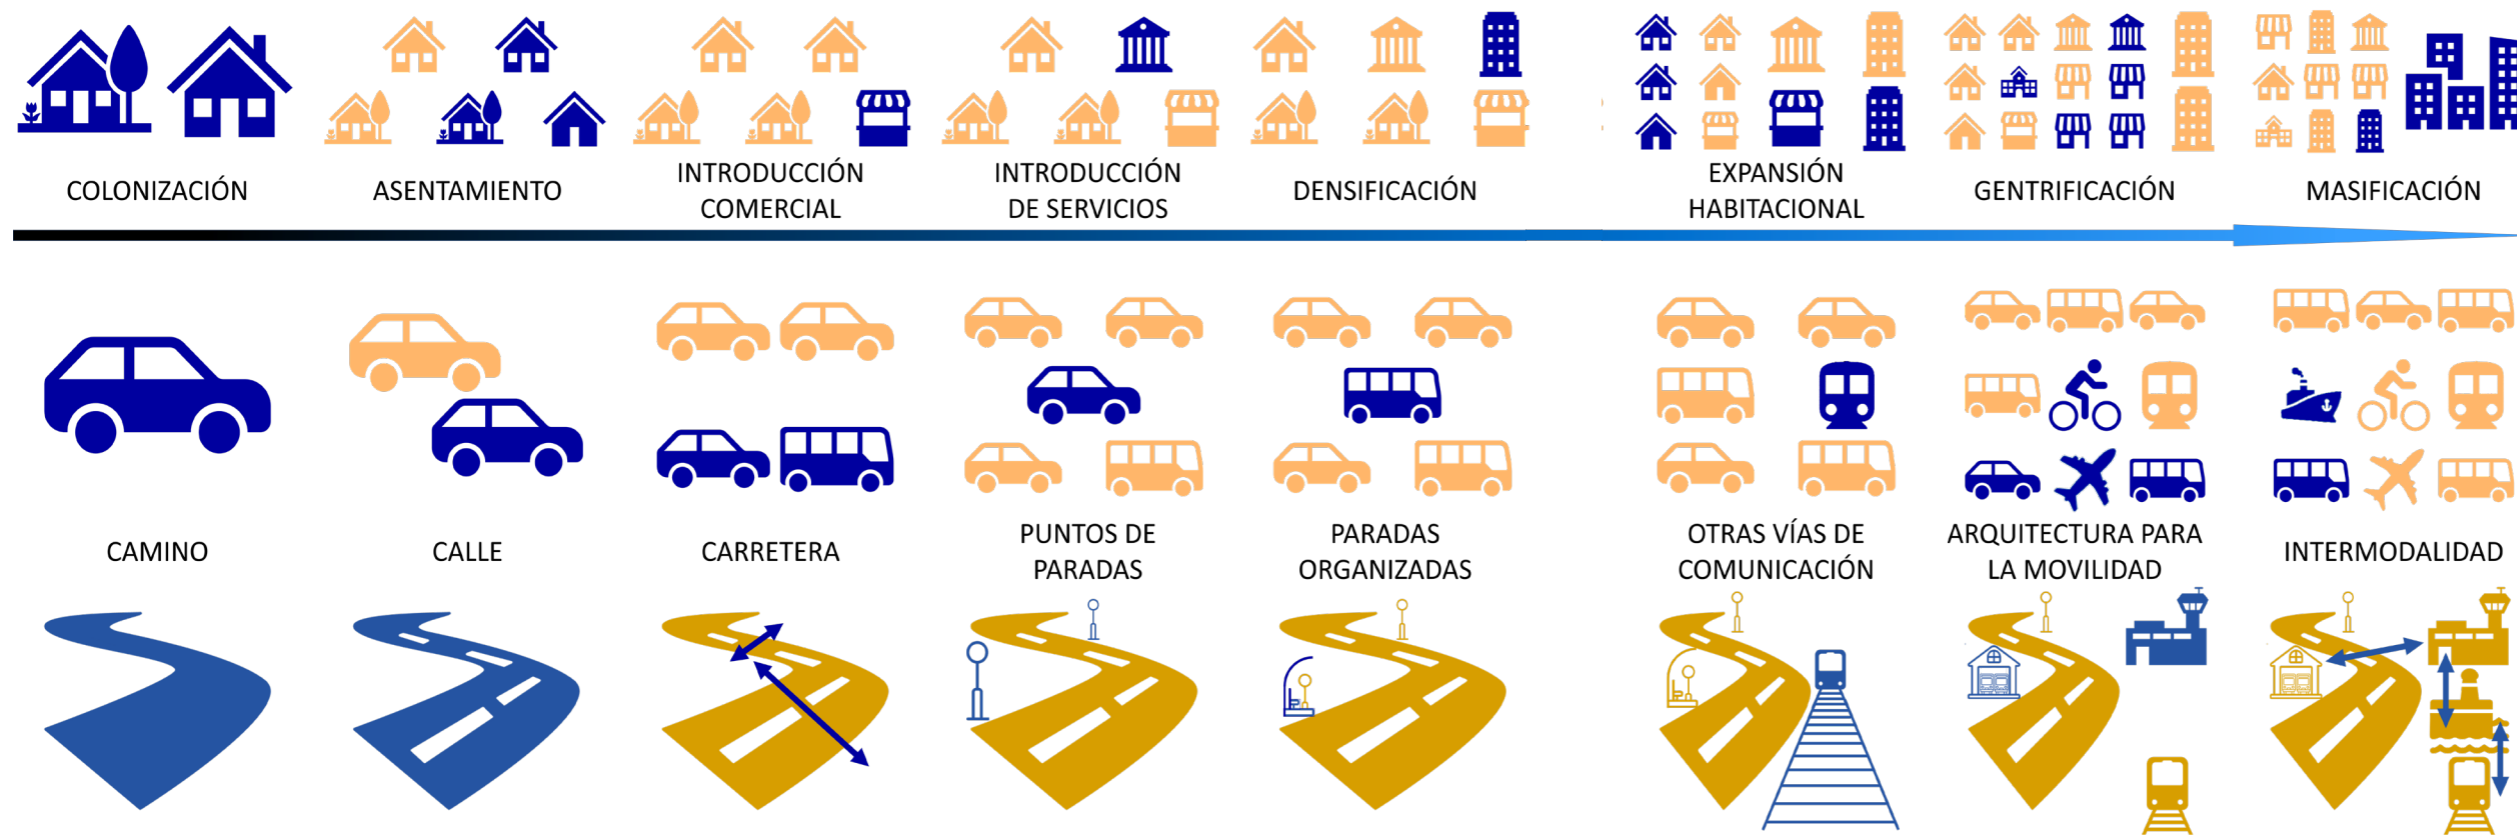 COLONIZACIÓN
ASENTAMIENTO
INTRODUCCIÓN
COMERCIAL
INTRODUCCIÓN
DE SERVICIOS
DENSIFICACIÓN
EXPANSIÓN
HABITACIONAL
GENTRIFICACIÓN
MASIFICACIÓN
CAMINO
CALLE
CARRETERA
PUNTOS DE
PARADAS
PARADAS
ORGANIZADAS
OTRAS VÍAS DE
COMUNICACIÓN
ARQUITECTURA PARA
LA MOVILIDAD
INTERMODALIDAD